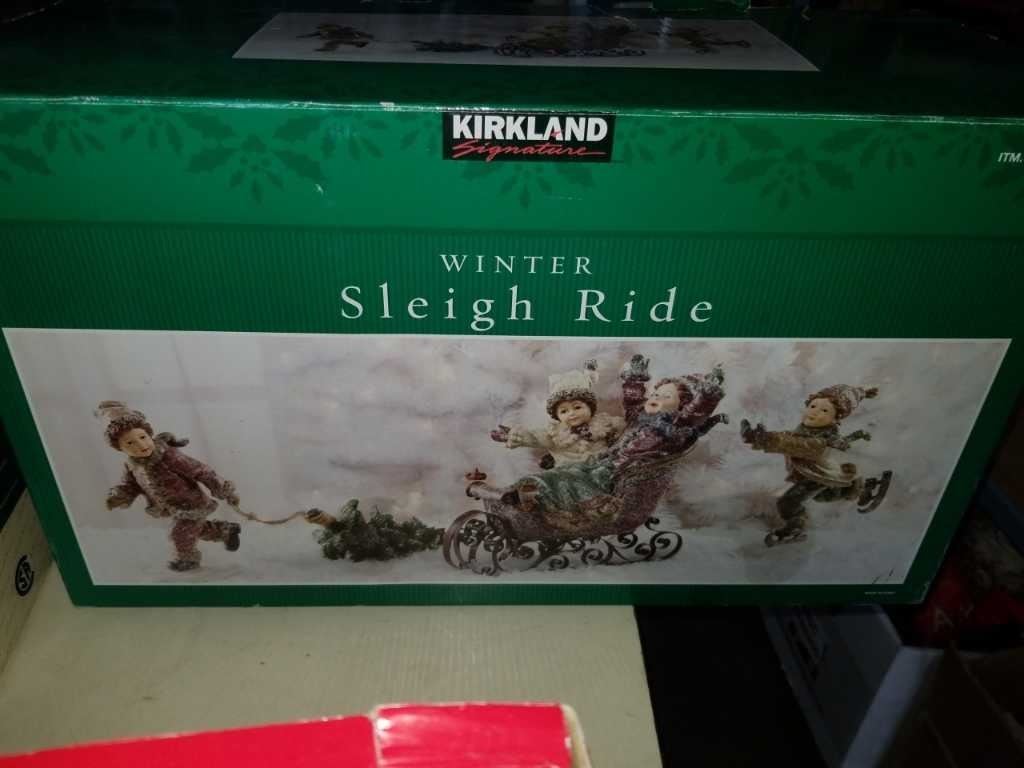 KIRKLAND
Signature
ITM.
WINTER
Sleigh Ride